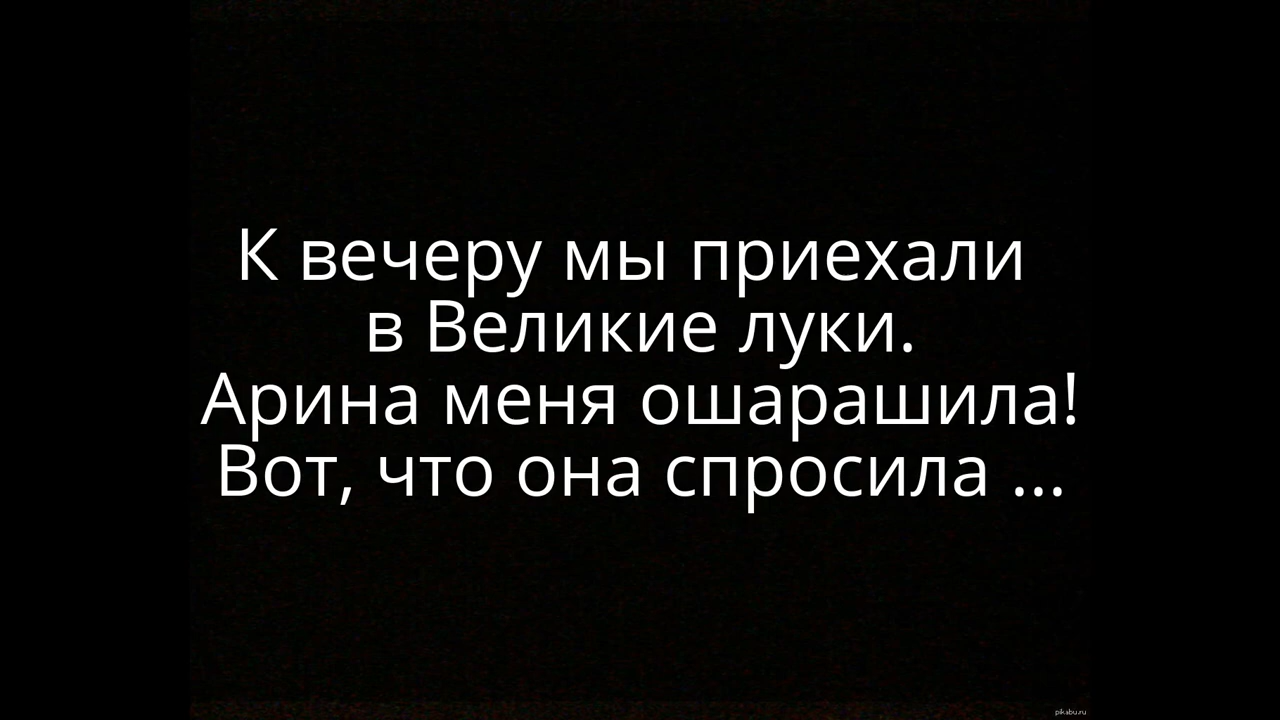 К вечеру мы приехали
в Великие луки.
Арина меня ошарашила!
Вот, что она спросила ...
pikabu.ru